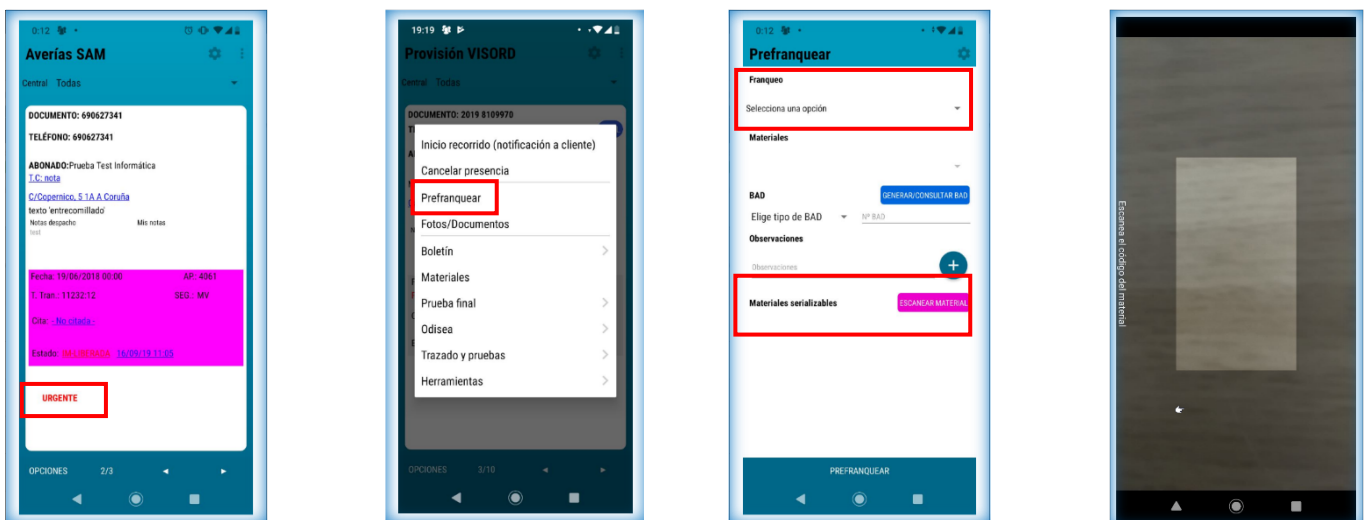 0:12
Averías SAM
Central Todas
DOCUMENTO: 690627341
TELÉFONO: 690627341
ABONADO:Prueba Test Informática
T.C: nota
C/Copernico, 5 1A A Coruña
texto 'entrecomillado'
Notas despacho Mis notas
test
Fecha: 19/06/2018 00:00 AP.: 4061
T. Tran.: 11232:12 SEG.: MV
Cita: - No citada -
Estado: 16/09/19 11:05
URGENTE
OPCIONES 2/3
19:19
Provisión VISORD
Central Todas
DOCUMENTO: 2019 8109970
Inicio recorrido (notificación a cliente)
Cancelar presencia
Prefranquear
Fotos/Documentos
Boletín
Materiales
Prueba final
Odisea
Trazado y pruebas
Herramientas
OPCIONES 3/10
0:12
Prefranquear
Franqueo
Selecciona una opción
Materiales
BAD GENERAR/CONSULTAR BAD
Elige tipo de BAD Nº BAD
Observaciones
Observaciones
+
Materiales serializables ESCANEAR MATERIAL
PREFRANQUEAR
Escanea el código del material